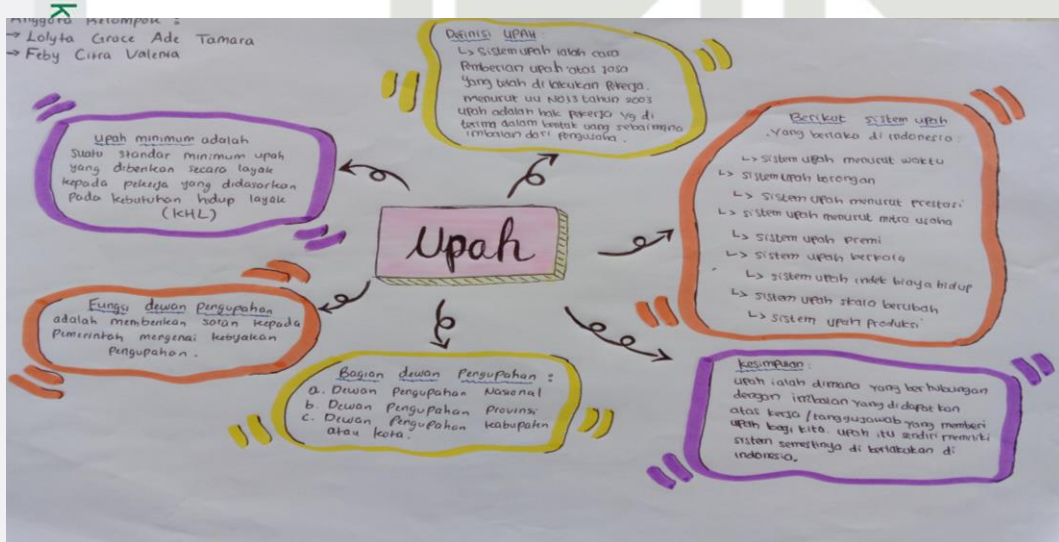 Anggota Kelompok :
→ Lolyta Grace Ade Tamara
→ Feby Citra Valenia
Definisi UPAH :
↳ Sistem upah ialah cara
Pemberian upah atas jasa
yang telah di lakukan Pekerja.
menurut uu No13 tahun 2003
upah adalah hak pekerja yg di
terima dalam bentuk uang sebagimana
imbalan dari pengusaha.
upah minimum adalah
suatu standar minimum upah
yang diberikan secara layak
kepada pekerja yang didasarkan
pada kebutuhan hidup layak
(KHL)
Berikut sistem upah
yang berlaku di indonesia :
↳ sistem upah menurut waktu
↳ sistem upah borongan
↳ sistem upah menurut prestasi
↳ sistem upah menurut mitra usaha
↳ sistem upah premi
↳ sistem upah berkala
↳ sistem upah indek biaya hidup
↳ sistem upah skala berubah
↳ sistem upah produksi
Upah
Fungsi dewan pengupahan
adalah memberikan saran kepada
Pemerintah mengenai kebijakan
Pengupahan.
Bagian dewan Pengupahan :
a. Dewan Pengupahan Nasional
b. Dewan Pengupahan Provinsi
c. Dewan Pengupahan kabupaten
atau kota.
kesimpulan :
upah ialah dimana yang berhubungan
dengan imbalan yang didapatkan
atas kerja /tanggujawab yang memberi
upah bagi kita. upah itu sendiri memiliki
sistem semestinya di berlakukan di
indonesia.